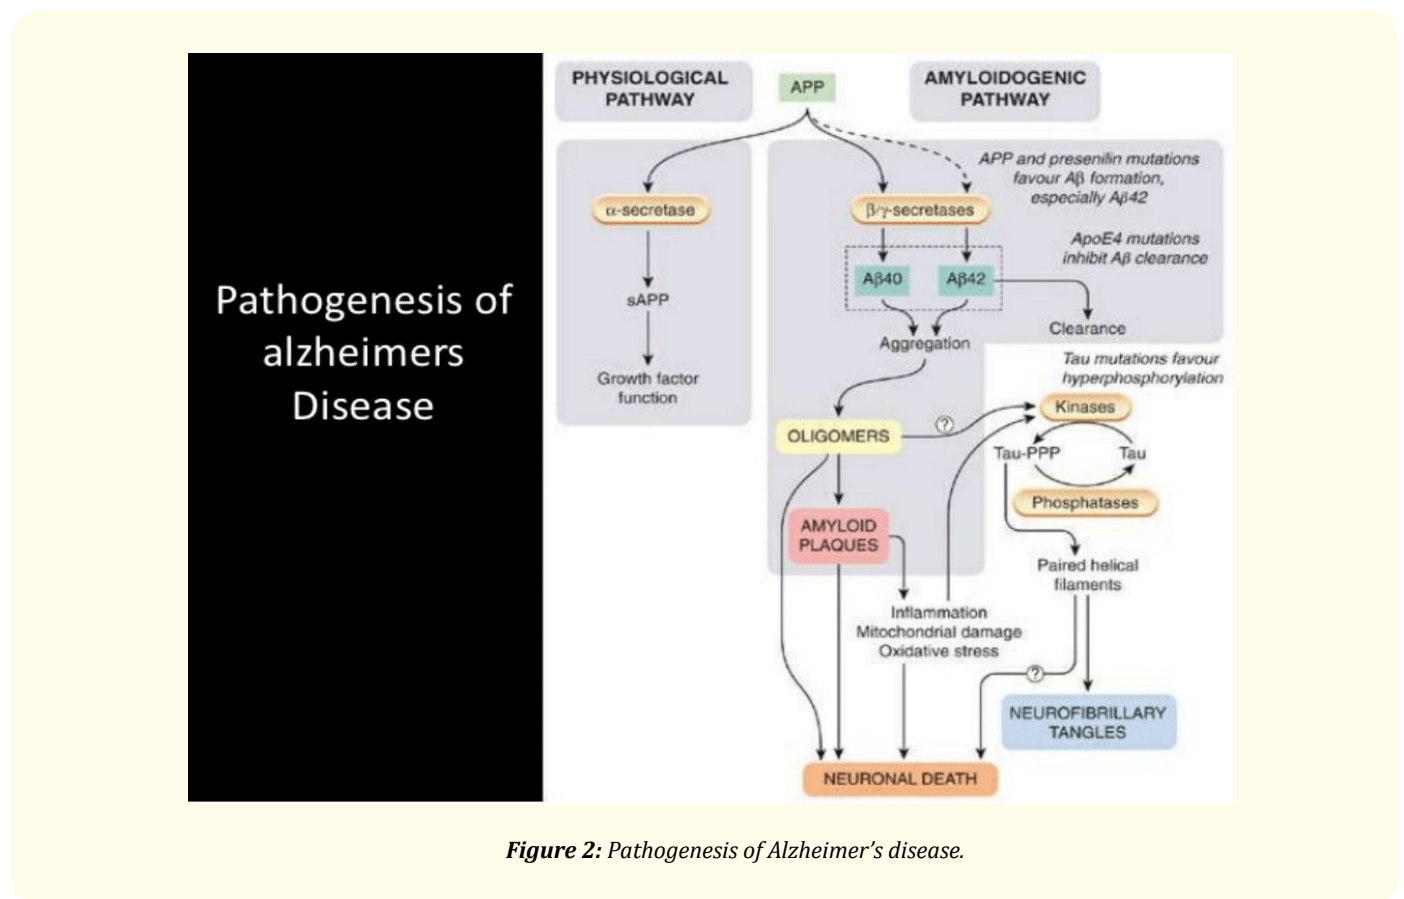 Pathogenesis of
alzheimers
Disease
PHYSIOLOGICAL
PATHWAY
APP
AMYLOIDOGENIC
PATHWAY
α-secretase
sAPP
Growth factor
function
APP and presenilin mutations
favour Aβ formation,
especially Aβ42
β/γ-secretases
ApoE4 mutations
inhibit Aβ clearance
Aβ40
Aβ42
Clearance
Aggregation
Tau mutations favour
hyperphosphorylation
Kinases
OLIGOMERS
?
Tau-PPP
Tau
Phosphatases
AMYLOID
PLAQUES
Paired helical
filaments
Inflammation
Mitochondrial damage
Oxidative stress
?
NEUROFIBRILLARY
TANGLES
NEURONAL DEATH
Figure 2: Pathogenesis of Alzheimer’s disease.